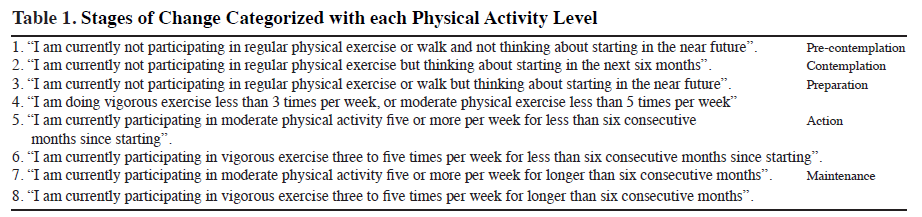 Table 1. Stages of Change Categorized with each Physical Activity Level
1. “I am currently not participating in regular physical exercise or walk and not thinking about starting in the near future”. Pre-contemplation
2. “I am currently not participating in regular physical exercise but thinking about starting in the next six months”. Contemplation
3. “I am currently not participating in regular physical exercise or walk but thinking about starting in the near future”. Preparation
4. “I am doing vigorous exercise less than 3 times per week, or moderate physical exercise less than 5 times per week”
5. “I am currently participating in moderate physical activity five or more per week for less than six consecutive Action
months since starting”.
6. “I am currently participating in vigorous exercise three to five times per week for less than six consecutive months since starting”.
7. “I am currently participating in moderate physical activity five or more per week for longer than six consecutive months”. Maintenance
8. “I am currently participating in vigorous exercise three to five times per week for longer than six consecutive months”.